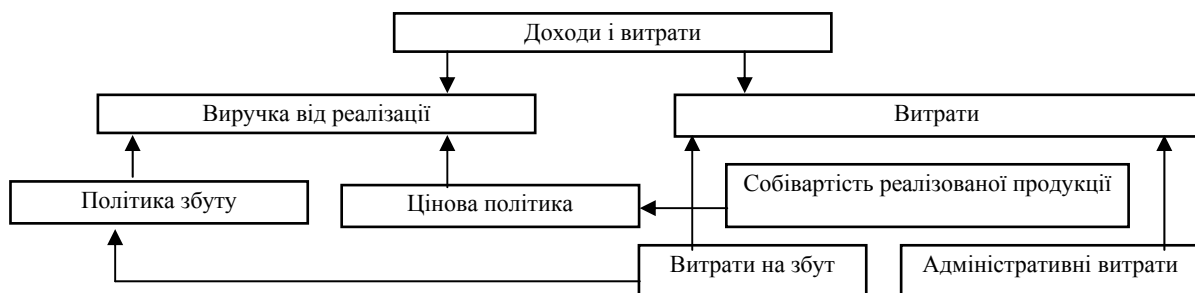 Доходи і витрати
Виручка від реалізації
Витрати
Політика збуту
Цінова політика
Собівартість реалізованої продукції
Витрати на збут
Адміністративні витрати